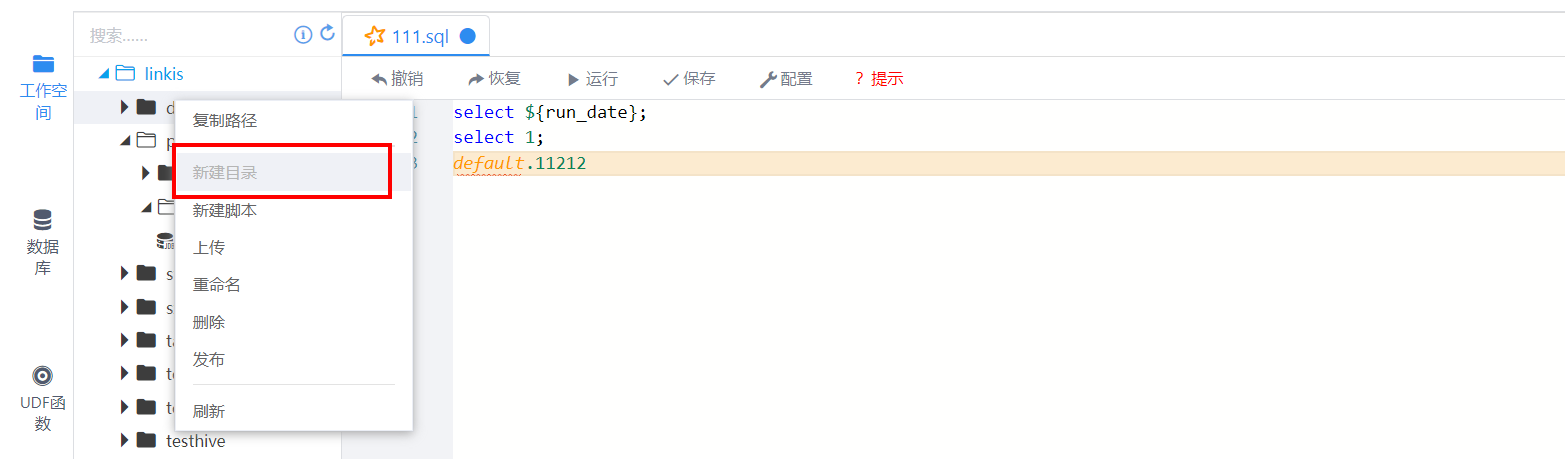 搜索......
111.sql
工作空
间
linkis
撤销
恢复
运行
保存
配置
? 提示
复制路径
新建目录
新建脚本
上传
重命名
删除
发布
刷新
select ${run_date};
2
select 1;
default.11212
数据
库
UDF函
数
testhive